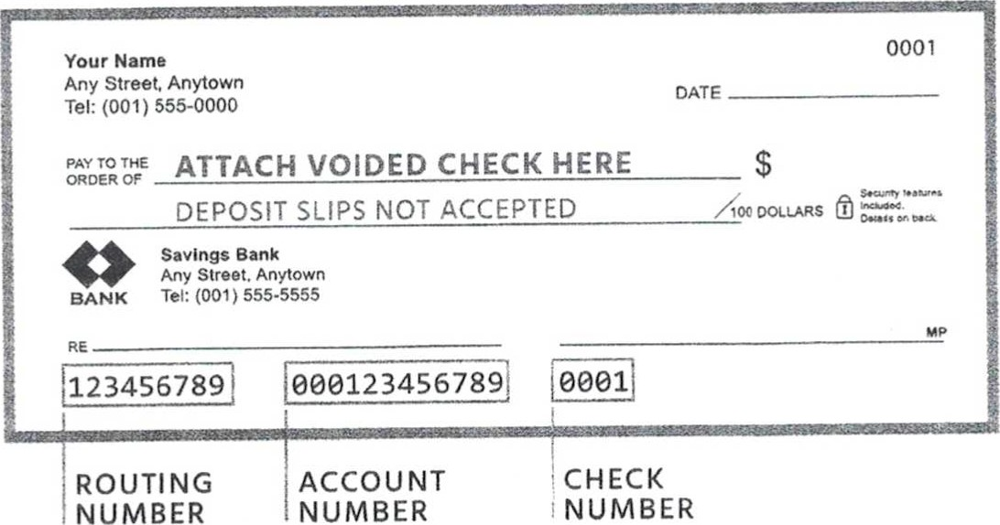 0001
Your Name
Any Street, Anytown
Tel: (001) 555-0000
DATE
PAY TO THE
ORDER OF
ATTACH VOIDED CHECK HERE
$
DEPOSIT SLIPS NOT ACCEPTED
/100 DOLLARS
Security features
Included.
Details on back.
BANK
Savings Bank
Any Street, Anytown
Tel: (001) 555-5555
RE
MP
123456789 000123456789 0001
ROUTING
NUMBER
ACCOUNT
NUMBER
CHECK
NUMBER